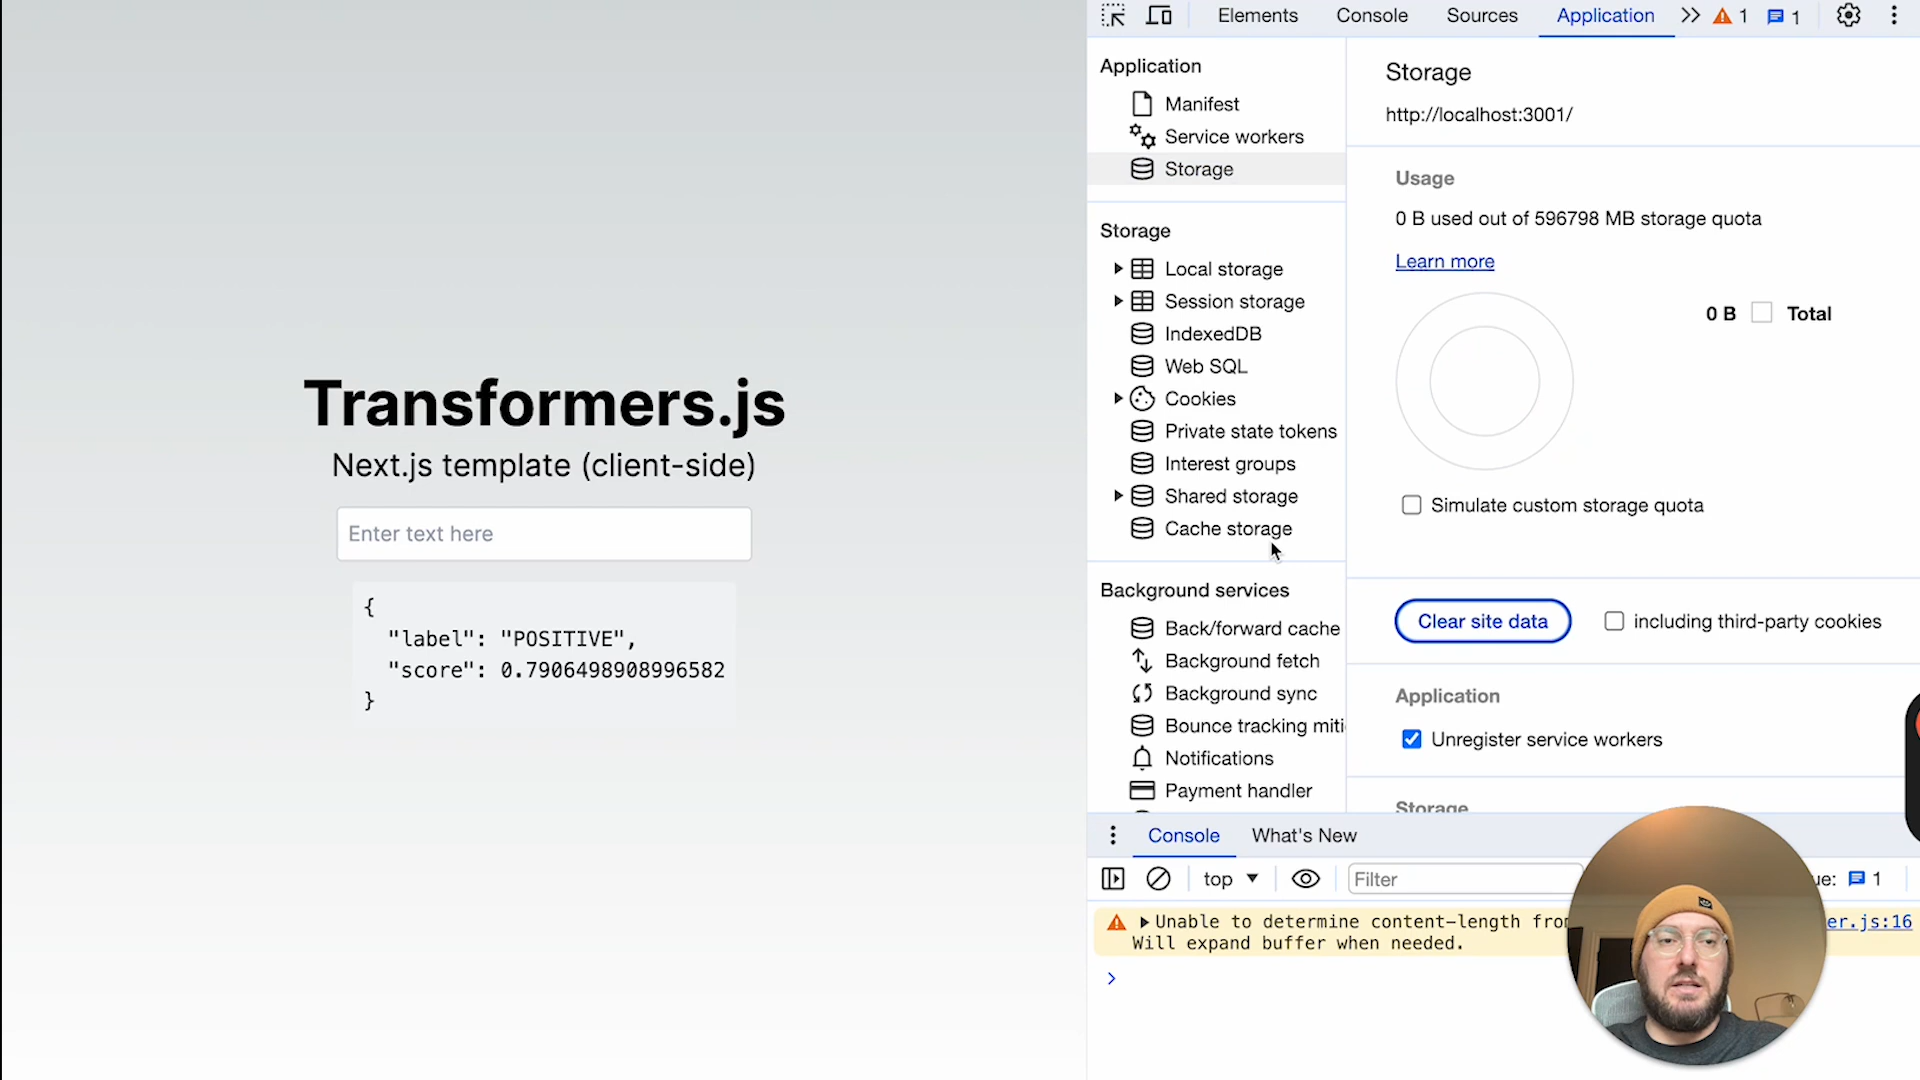 Transformers.js
Next.js template (client-side)
Enter text here
{
"label": "POSITIVE",
"score": 0.7906498908996582
}
Elements Console Sources Application 1 1
Application
Manifest
Service workers
Storage
Storage
Local storage
Session storage
IndexedDB
Web SQL
Cookies
Private state tokens
Interest groups
Shared storage
Cache storage
Background services
Back/forward cache
Background fetch
Background sync
Bounce tracking miti
Notifications
Payment handler
Storage
http://localhost:3001/
Usage
0 B used out of 596798 MB storage quota
Learn more
0 B Total
Simulate custom storage quota
Clear site data including third-party cookies
Application
Unregister service workers
Storage
Console What's New
top Filter ue: 1
Unable to determine content-length fro er.js:16
Will expand buffer when needed.